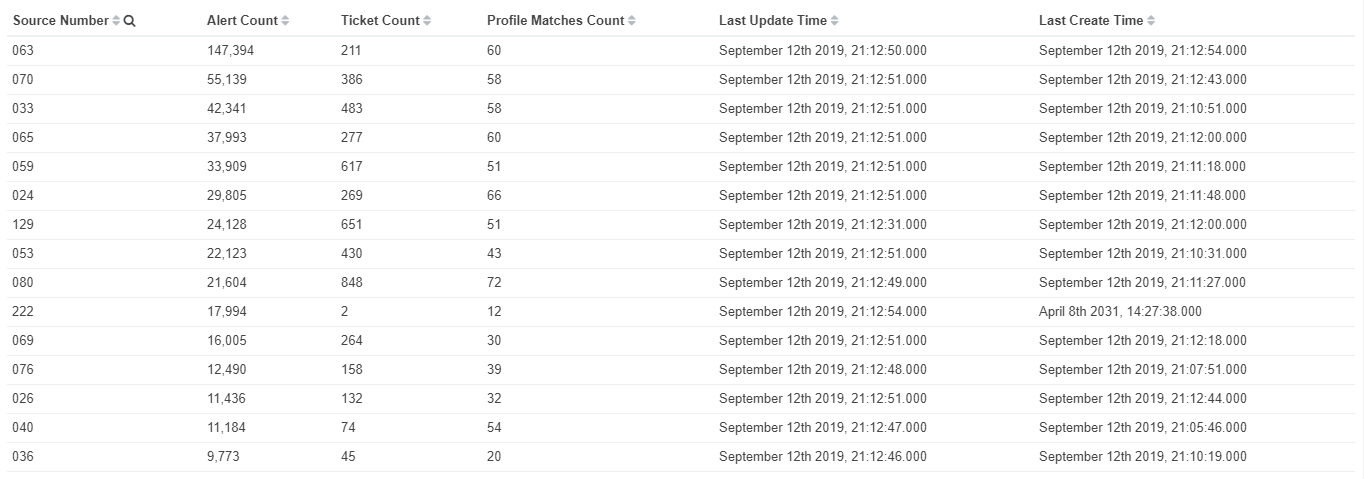 Source Number Alert Count Ticket Count Profile Matches Count Last Update Time Last Create Time
063 147,394 211 60 September 12th 2019, 21:12:50.000 September 12th 2019, 21:12:54.000
070 55,139 386 58 September 12th 2019, 21:12:51.000 September 12th 2019, 21:12:43.000
033 42,341 483 58 September 12th 2019, 21:12:51.000 September 12th 2019, 21:10:51.000
065 37,993 277 60 September 12th 2019, 21:12:51.000 September 12th 2019, 21:12:00.000
059 33,909 617 51 September 12th 2019, 21:12:51.000 September 12th 2019, 21:11:18.000
024 29,805 269 66 September 12th 2019, 21:12:51.000 September 12th 2019, 21:11:48.000
129 24,128 651 51 September 12th 2019, 21:12:31.000 September 12th 2019, 21:12:00.000
053 22,123 430 43 September 12th 2019, 21:12:51.000 September 12th 2019, 21:10:31.000
080 21,604 848 72 September 12th 2019, 21:12:49.000 September 12th 2019, 21:11:27.000
222 17,994 2 12 September 12th 2019, 21:12:54.000 April 8th 2031, 14:27:38.000
069 16,005 264 30 September 12th 2019, 21:12:51.000 September 12th 2019, 21:12:18.000
076 12,490 158 39 September 12th 2019, 21:12:48.000 September 12th 2019, 21:07:51.000
026 11,436 132 32 September 12th 2019, 21:12:51.000 September 12th 2019, 21:12:44.000
040 11,184 74 54 September 12th 2019, 21:12:47.000 September 12th 2019, 21:05:46.000
036 9,773 45 20 September 12th 2019, 21:12:46.000 September 12th 2019, 21:10:19.000